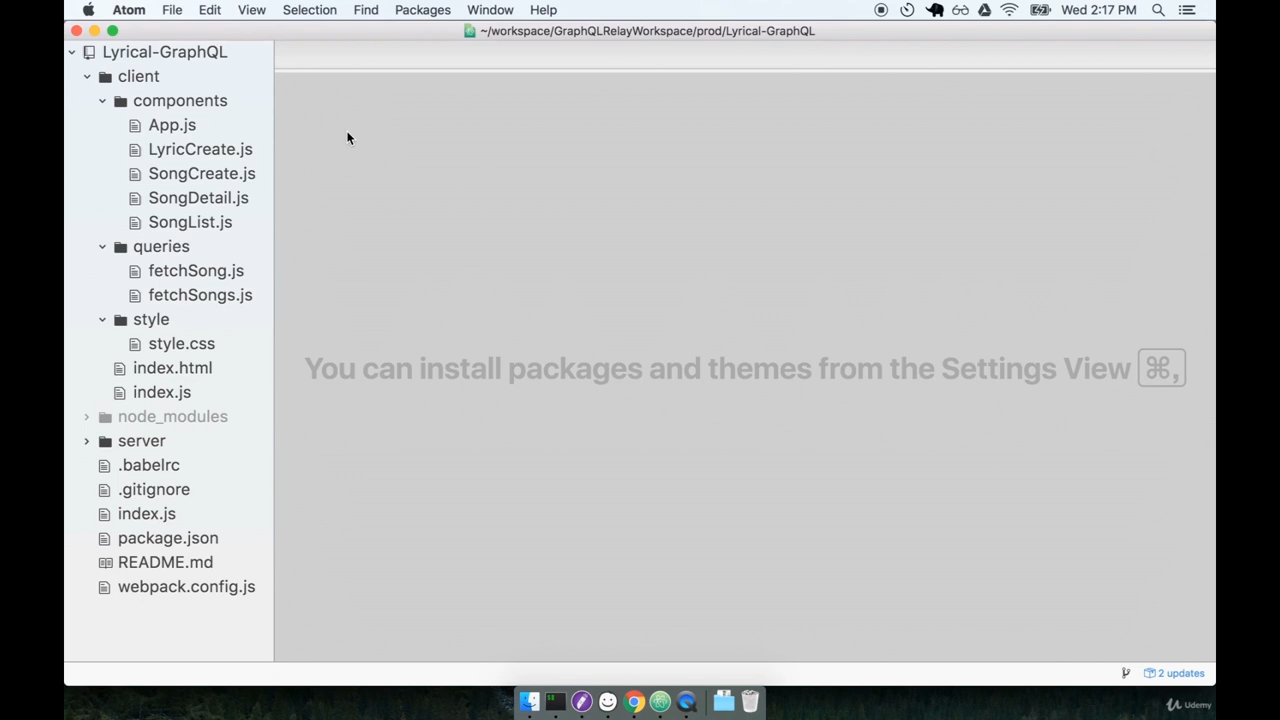 Atom File Edit View Selection Find Packages Window Help Wed 2:17 PM
~/workspace/GraphQLRelayWorkspace/prod/Lyrical-GraphQL
Lyrical-GraphQL
client
components
App.js
LyricCreate.js
SongCreate.js
SongDetail.js
SongList.js
queries
fetchSong.js
fetchSongs.js
style
style.css
index.html
index.js
node_modules
server
.babelrc
.gitignore
index.js
package.json
README.md
webpack.config.js
You can install packages and themes from the Settings View ⌘,
2 updates
Udemy